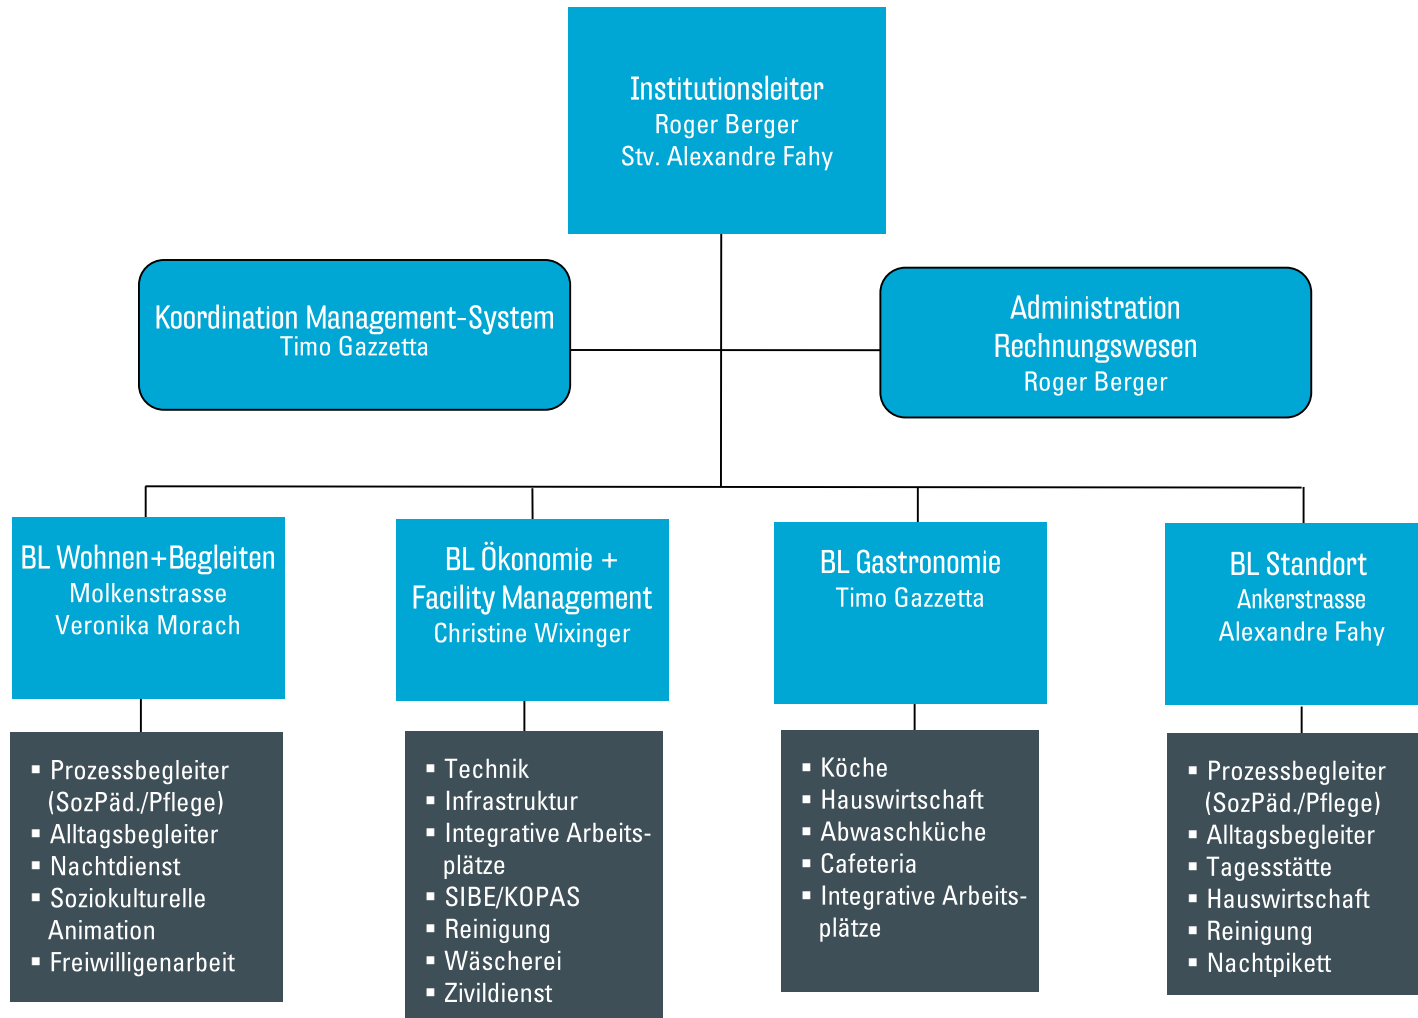 Institutionsleiter
Roger Berger
Stv. Alexandre Fahy
Koordination Management-System
Timo Gazzetta
Administration
Rechnungswesen
Roger Berger
BL Wohnen+Begleiten
Molkenstrasse
Veronika Morach
BL Ökonomie +
Facility Management
Christine Wixinger
BL Gastronomie
Timo Gazzetta
BL Standort
Ankerstrasse
Alexandre Fahy
▪ Prozessbegleiter
(SozPäd./Pflege)
▪ Alltagsbegleiter
▪ Nachtdienst
▪ Soziokulturelle
Animation
▪ Freiwilligenarbeit
▪ Technik
▪ Infrastruktur
▪ Integrative Arbeits-
plätze
▪ SIBE/KOPAS
▪ Reinigung
▪ Wäscherei
▪ Zivildienst
▪ Köche
▪ Hauswirtschaft
▪ Abwaschküche
▪ Cafeteria
▪ Integrative Arbeits-
plätze
▪ Prozessbegleiter
(SozPäd./Pflege)
▪ Alltagsbegleiter
▪ Tagesstätte
▪ Hauswirtschaft
▪ Reinigung
▪ Nachtpikett